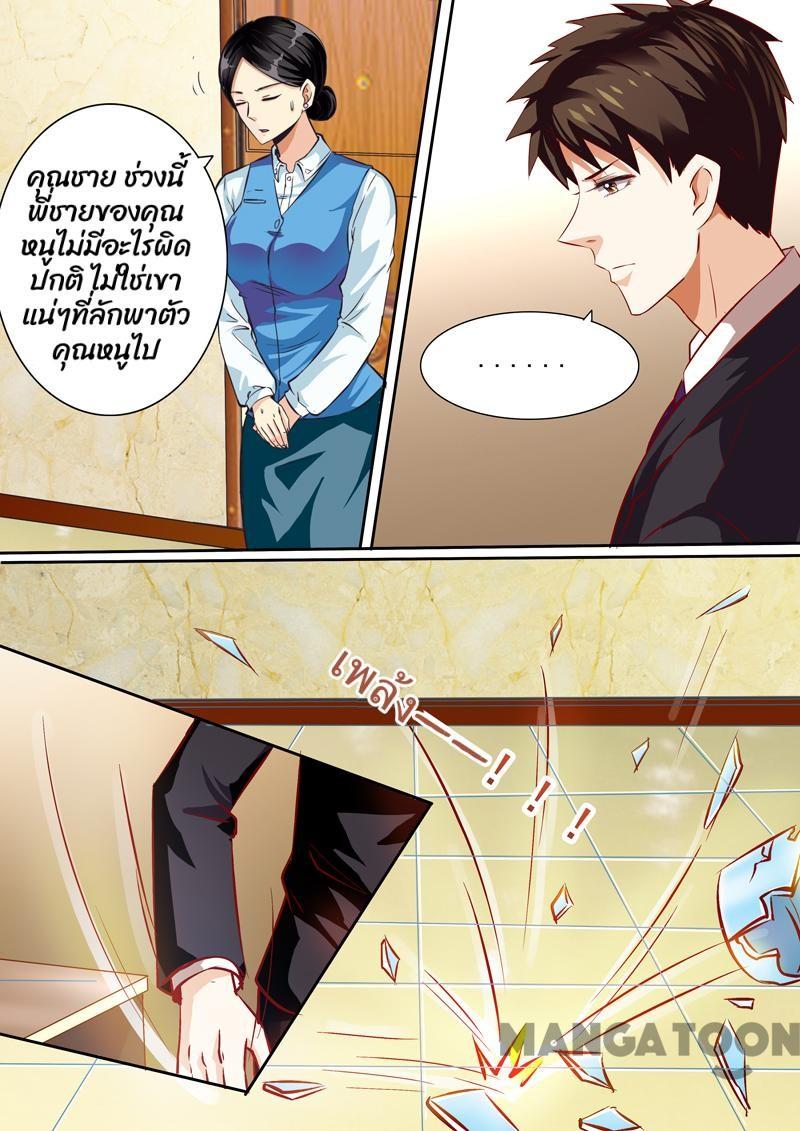 คุณชาย ช่วงนี้
พี่ชายของคุณ
หนูไม่มีอะไรผิด
ปกติ ไม่ใช่เขา
แน่ๆที่ลักพาตัว
คุณหนูไป
......
เพล้ง——! ! !
MANGATOON